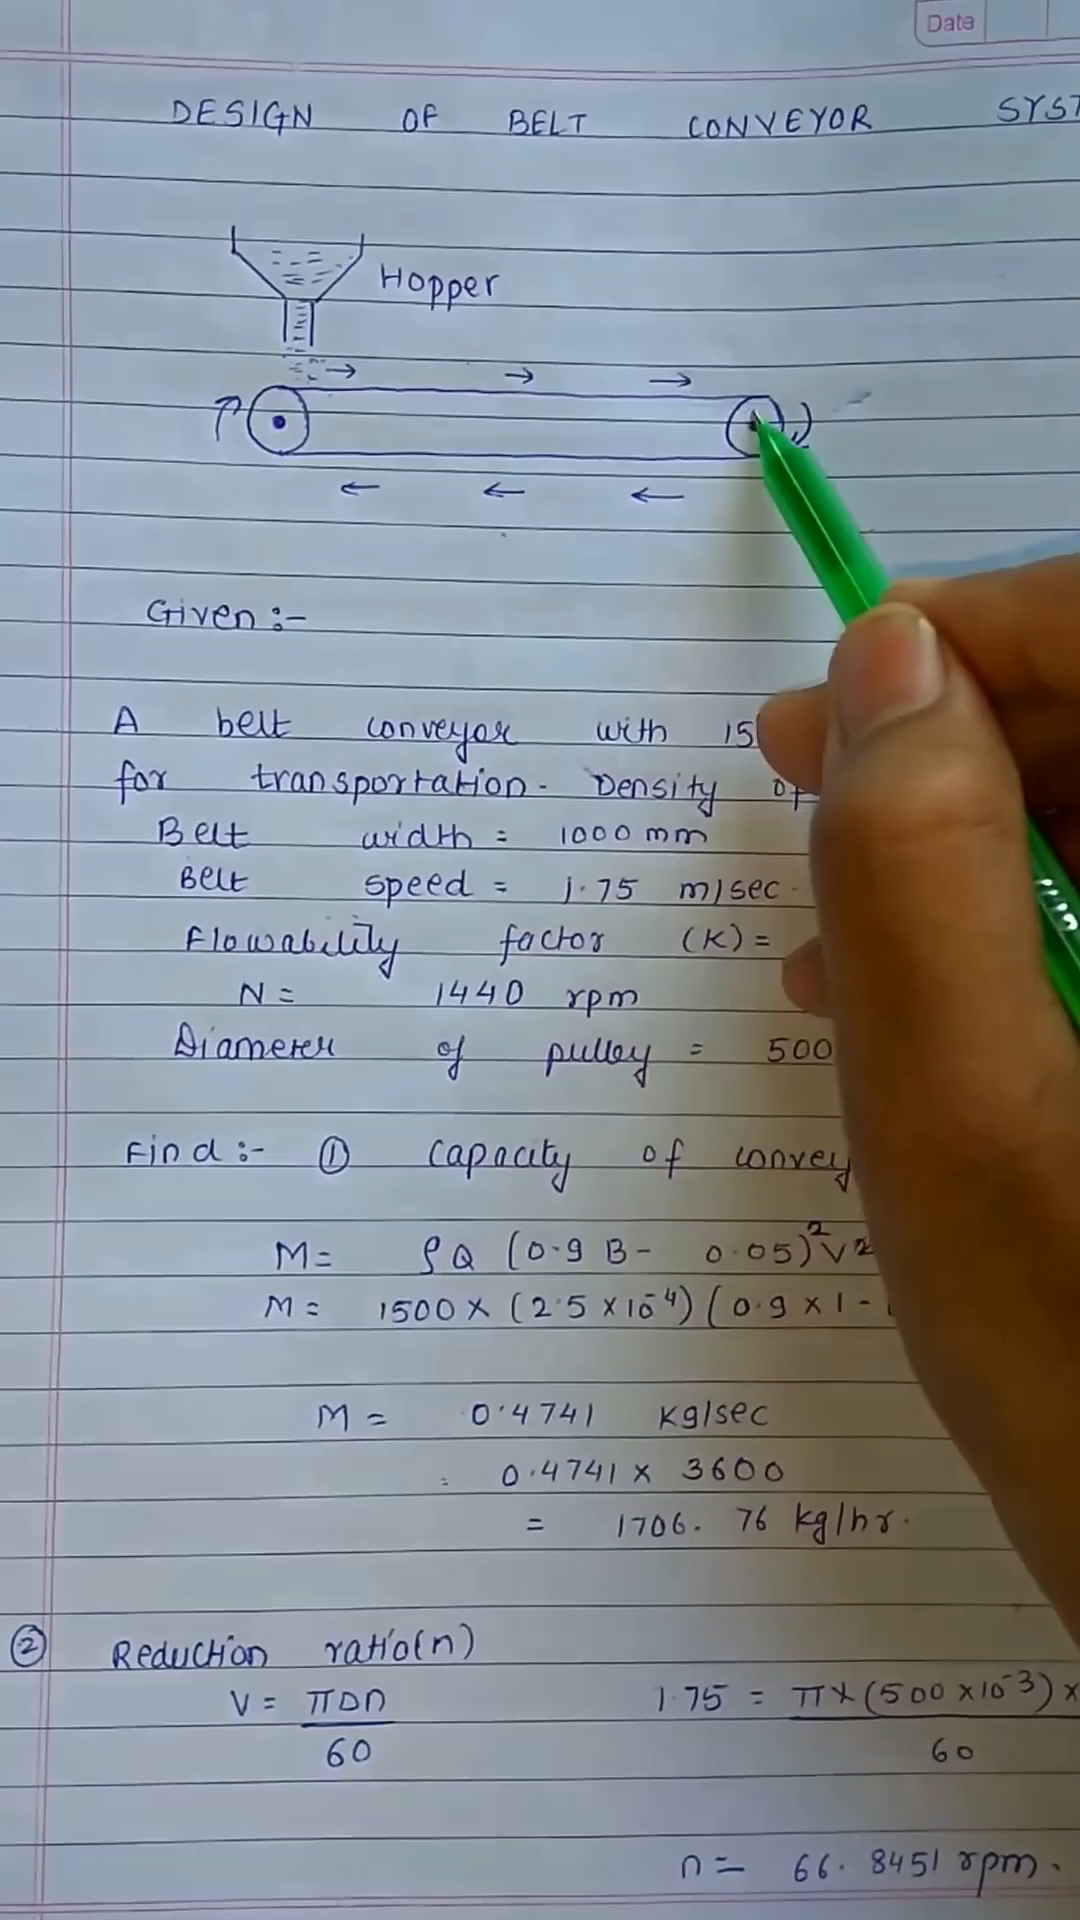 Date
DESIGN OF BELT CONVEYOR SYST
Hopper
Given :-
A belt conveyor with 15
for transportation. Density of
Belt width = 1000 mm
Belt speed = 1.75 m/sec.
Flowability factor (K) =
N = 1440 rpm
Diameter of pulley = 500
Find :- ① Capacity of convey
M = ρQ (0.9 B - 0.05)² V²
M = 1500 × (2.5 × 10⁻⁴) (0.9 × 1 -
M = 0.4741 kg/sec
= 0.4741 × 3600
= 1706. 76 kg/hr.
② Reduction ratio(n)
V = πDn / 60 1.75 = π × (500 × 10⁻³) × / 60
n = 66. 8451 rpm.